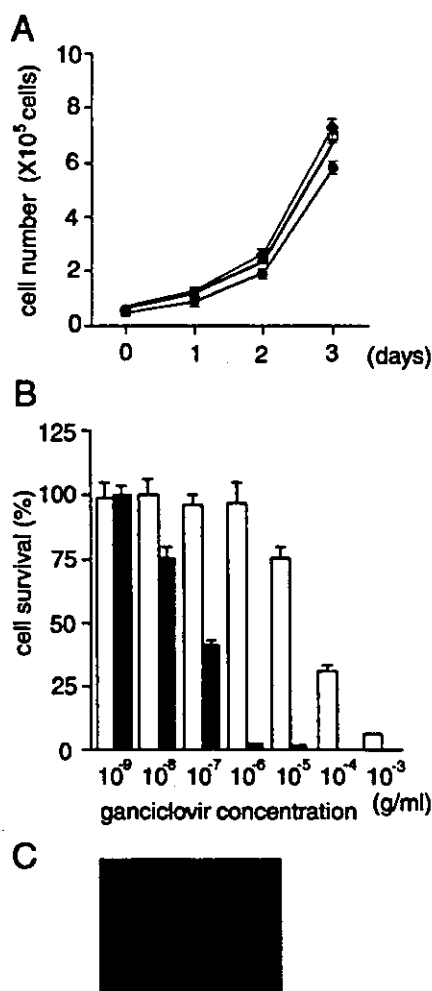 A
cell number (X10⁵ cells)
10
8
6
4
2
0
0 1 2 3 (days)
B
cell survival (%)
125
100
75
50
25
0
10⁻⁹ 10⁻⁸ 10⁻⁷ 10⁻⁶ 10⁻⁵ 10⁻⁴ 10⁻³
ganciclovir concentration (g/ml)
C